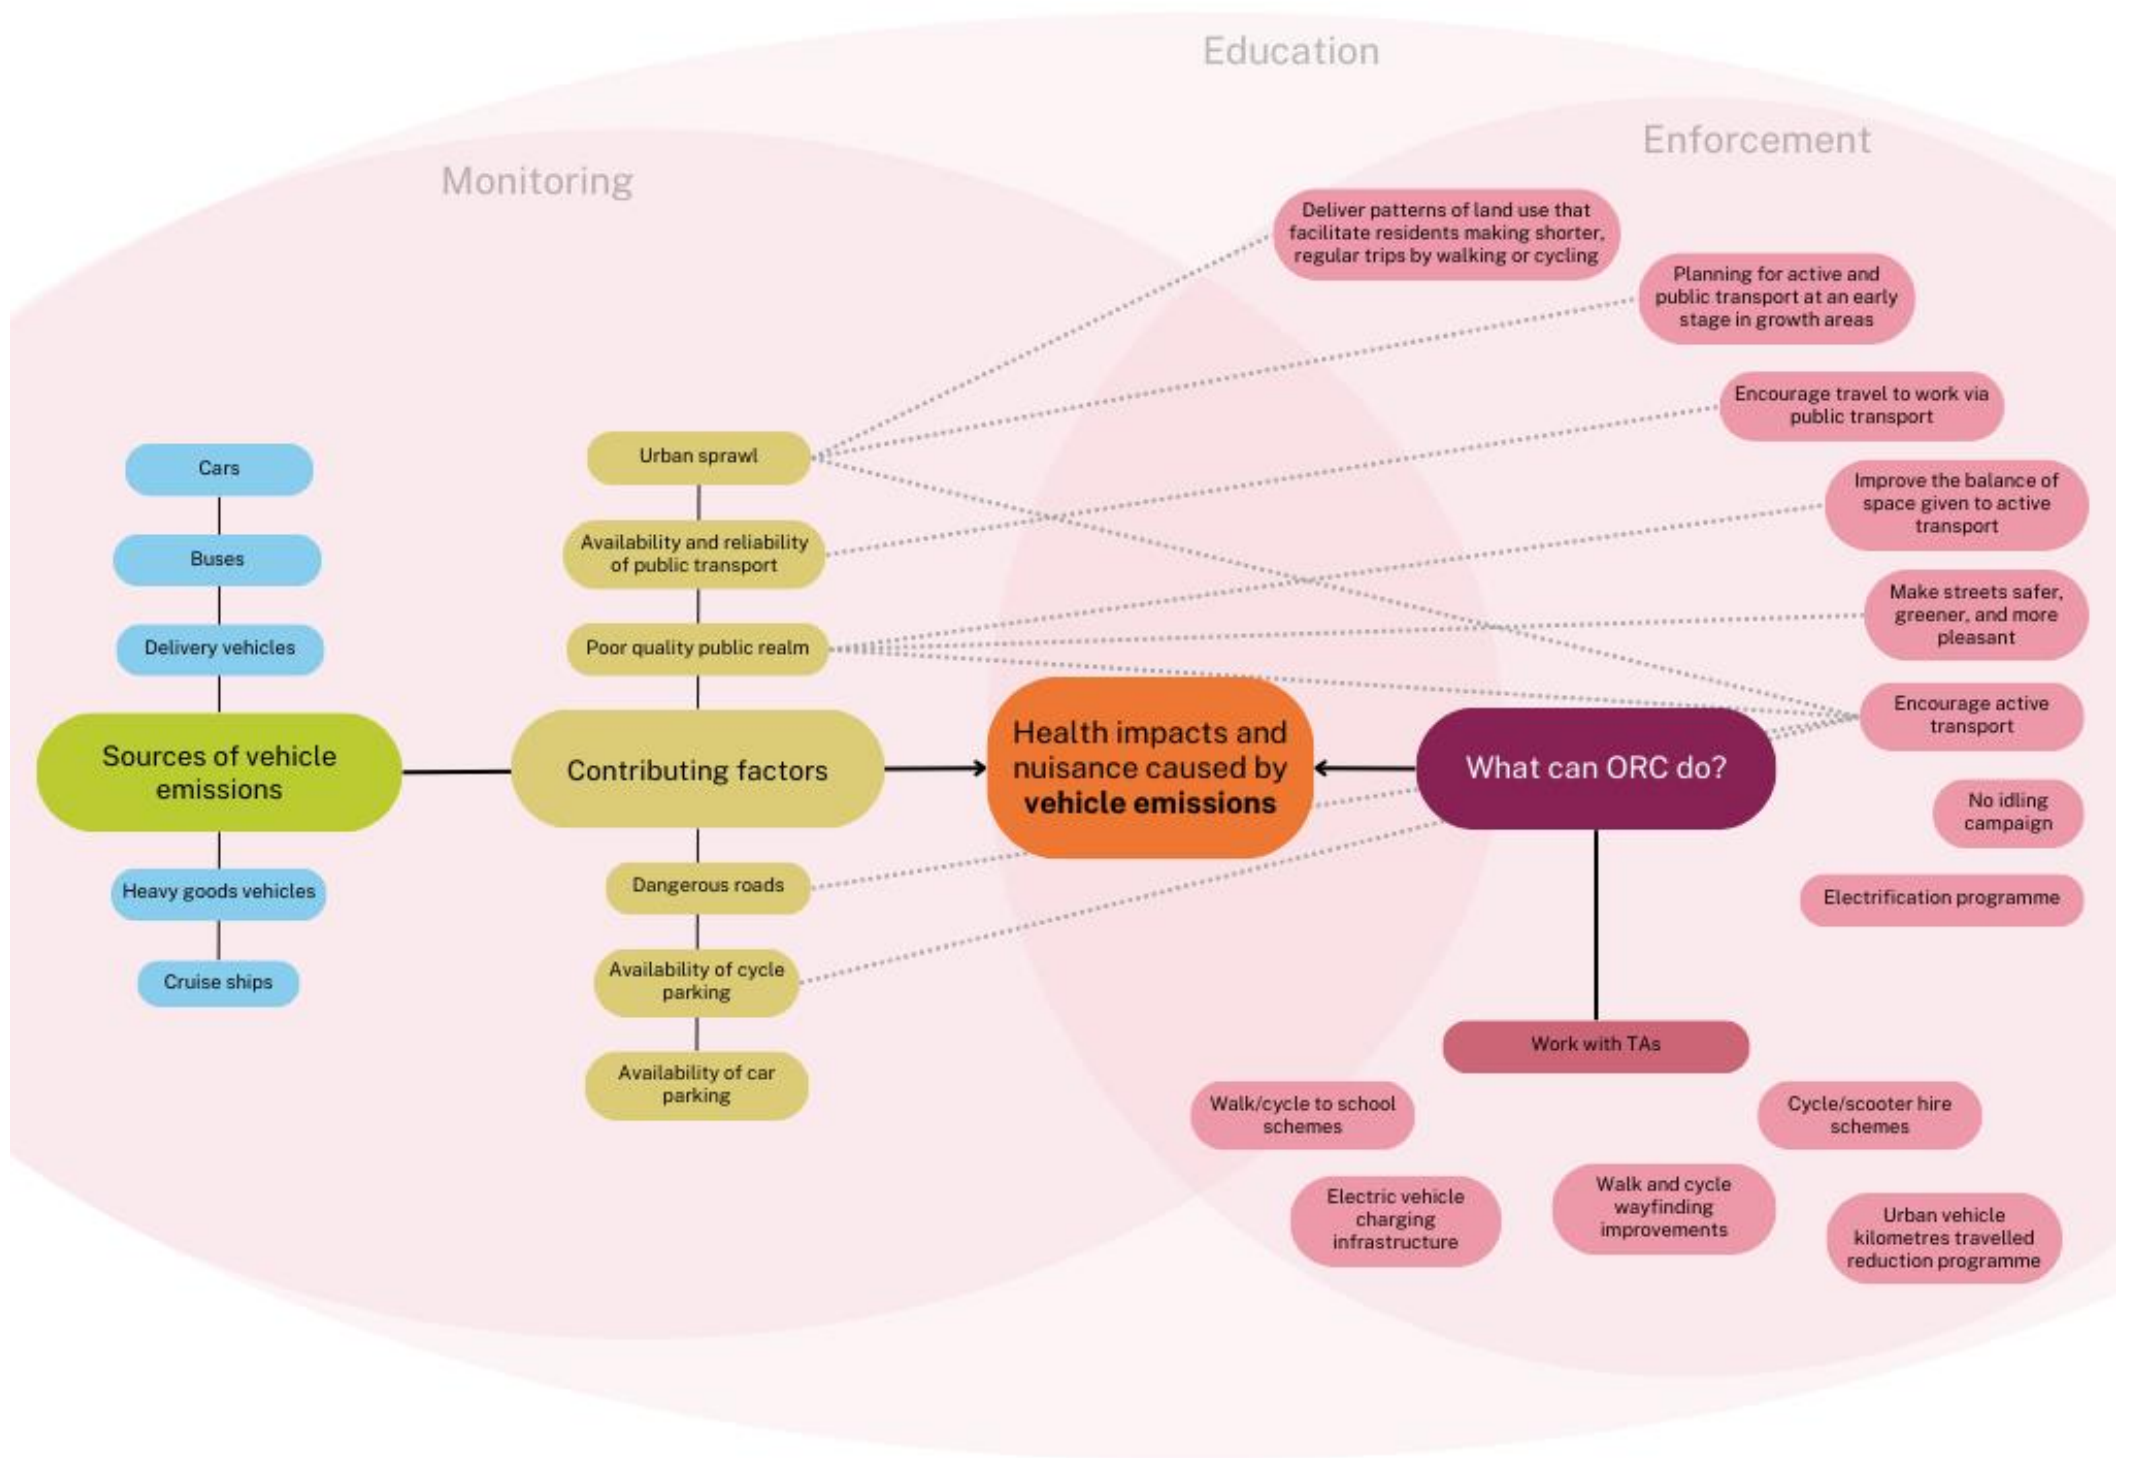 Education
Enforcement
Monitoring
Deliver patterns of land use that
facilitate residents making shorter,
regular trips by walking or cycling
Planning for active and
public transport at an early
stage in growth areas
Encourage travel to work via
public transport
Improve the balance of
space given to active
transport
Make streets safer,
greener, and more
pleasant
Encourage active
transport
No idling
campaign
Electrification programme
Cars
Buses
Delivery vehicles
Sources of vehicle
emissions
Heavy goods vehicles
Cruise ships
Urban sprawl
Availability and reliability
of public transport
Poor quality public realm
Contributing factors
Dangerous roads
Availability of cycle
parking
Availability of car
parking
Health impacts and
nuisance caused by
vehicle emissions
What can ORC do?
Work with TAs
Walk/cycle to school
schemes
Cycle/scooter hire
schemes
Electric vehicle
charging
infrastructure
Walk and cycle
wayfinding
improvements
Urban vehicle
kilometres travelled
reduction programme